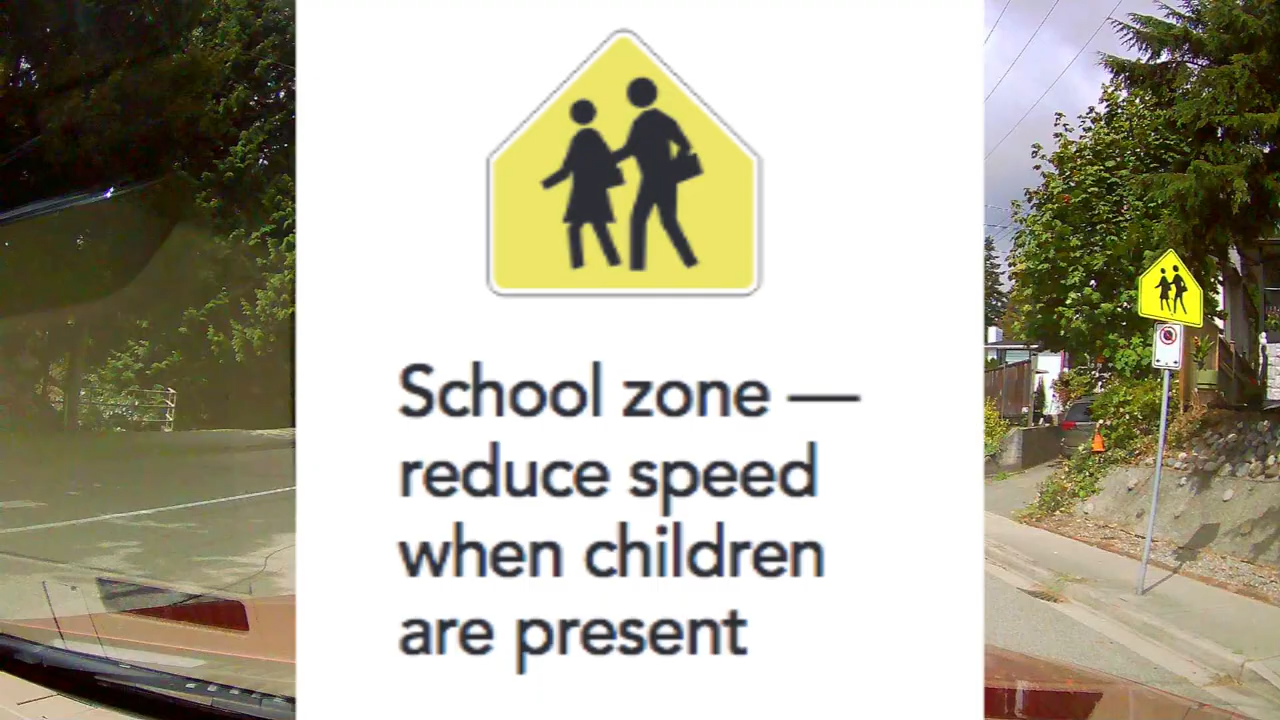 School zone —
reduce speed
when children
are present